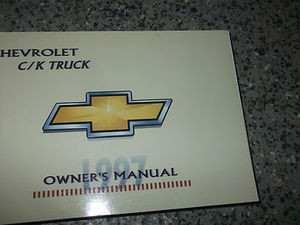 HEVROLET
C/K TRUCK
1997
OWNER'S MANUAL